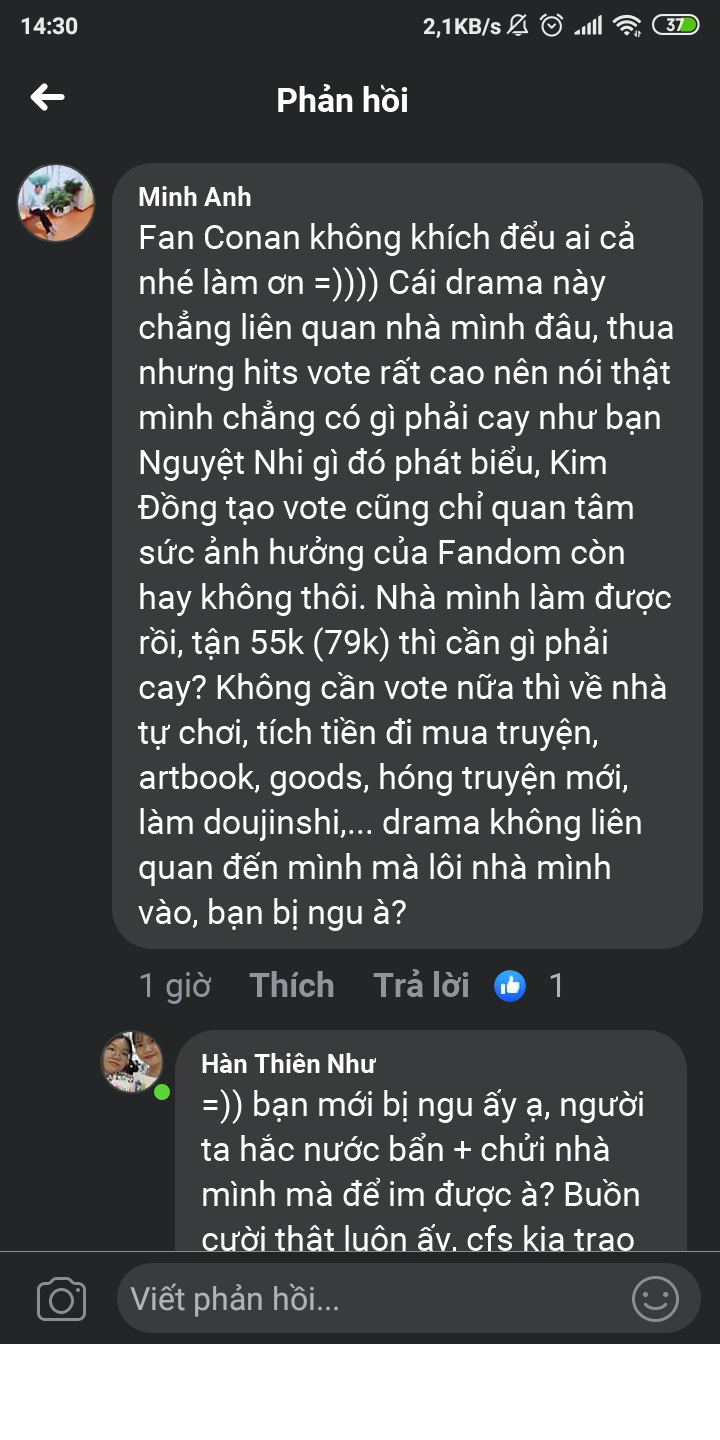 14:30
2,1KB/s
37
Phản hồi
Minh Anh
Fan Conan không khích đểu ai cả
nhé làm ơn =)))) Cái drama này
chẳng liên quan nhà mình đâu, thua
nhưng hits vote rất cao nên nói thật
mình chẳng có gì phải cay như bạn
Nguyệt Nhi gì đó phát biểu, Kim
Đồng tạo vote cũng chỉ quan tâm
sức ảnh hưởng của Fandom còn
hay không thôi. Nhà mình làm được
rồi, tận 55k (79k) thì cần gì phải
cay? Không cần vote nữa thì về nhà
tự chơi, tích tiền đi mua truyện,
artbook, goods, hóng truyện mới,
làm doujinshi,... drama không liên
quan đến mình mà lôi nhà mình
vào, bạn bị ngu à?
1 giờ Thích Trả lời 1
Hàn Thiên Như
=)) bạn mới bị ngu ấy ạ, người
ta hắc nước bẩn + chửi nhà
mình mà để im được à? Buồn
cười thật luôn ấy, cfs kia trao
Viết phản hồi...